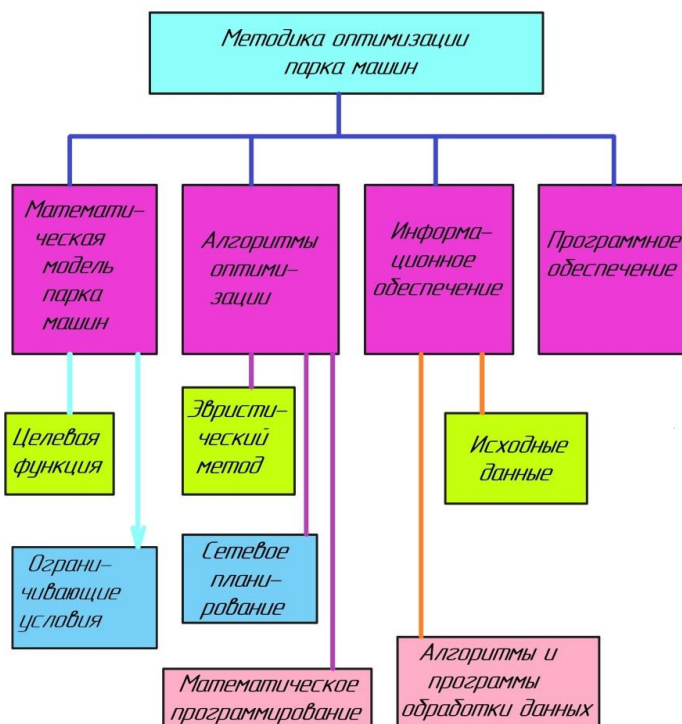 Методика оптимизации
парка машин
Математи-
ческая
модель
парка
машин
Алгоритмы
оптими-
зации
Информа-
ционное
обеспечение
Программное
обеспечение
Целевая
функция
Эвристи-
ческий
метод
Исходные
данные
Ограни-
чивающие
условия
Сетевое
плани-
рование
Математическое
программирование
Алгоритмы и
программы
обработки данных